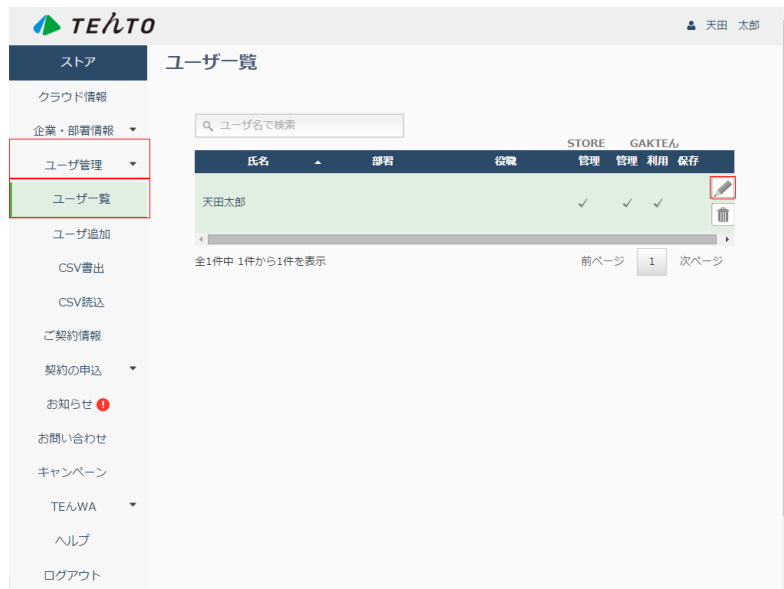 TEんTO
天田 太郎
ストア
ユーザ一覧
クラウド情報
企業・部署情報
ユーザ管理
ユーザ一覧
ユーザ追加
CSV書出
CSV読込
ご契約情報
契約の申込
お知らせ !
お問い合わせ
キャンペーン
TEんWA
ヘルプ
ログアウト
ユーザ名で検索
STORE GAKTEん
氏名 部署 役職 管理 管理 利用 保存
天田太郎 ✓ ✓ ✓
全1件中 1件から1件を表示
前ページ 1 次ページ